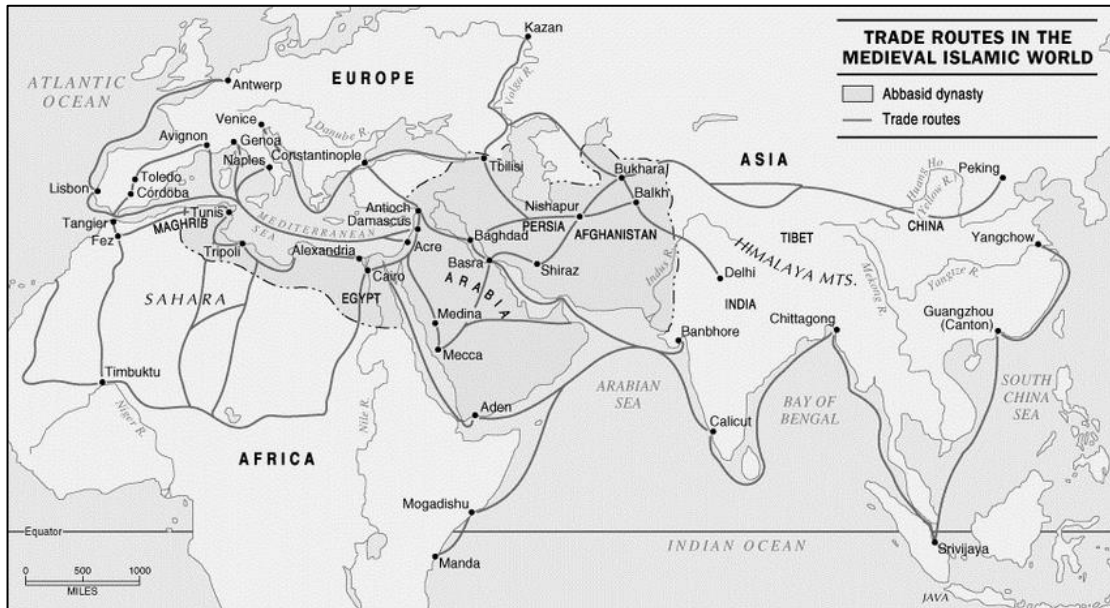 TRADE ROUTES IN THE
MEDIEVAL ISLAMIC WORLD
Abbasid dynasty
Trade routes
Kazan
EUROPE
Volga R.
ATLANTIC
OCEAN
Antwerp
Venice
Danube R.
Avignon
Genoa
Naples
Constantinople
Tbilisi
ASIA
Bukhara
Huang Ho
(Yellow R.)
Peking
Toledo
Córdoba
Lisbon
Balkh
Nishapur
Tangier
MAGHRIB
Tunis
MEDITERRANEAN
SEA
Antioch
Damascus
Baghdad
PERSIA
AFGHANISTAN
TIBET
CHINA
Fez
Yangchow
Tripoli
Alexandria
Acre
Basra
Shiraz
Indus R.
HIMALAYA MTS.
Mekong R.
Yangtze R.
Cairo
Delhi
SAHARA
EGYPT
ARABIA
INDIA
Medina
Mecca
Banbhore
Chittagong
Guangzhou
(Canton)
Timbuktu
Niger R.
Nile R.
Aden
ARABIAN
SEA
BAY OF
BENGAL
SOUTH
CHINA
SEA
Calicut
AFRICA
Mogadishu
Equator
INDIAN OCEAN
Manda
Srivijaya
JAVA
0 500 1000
MILES